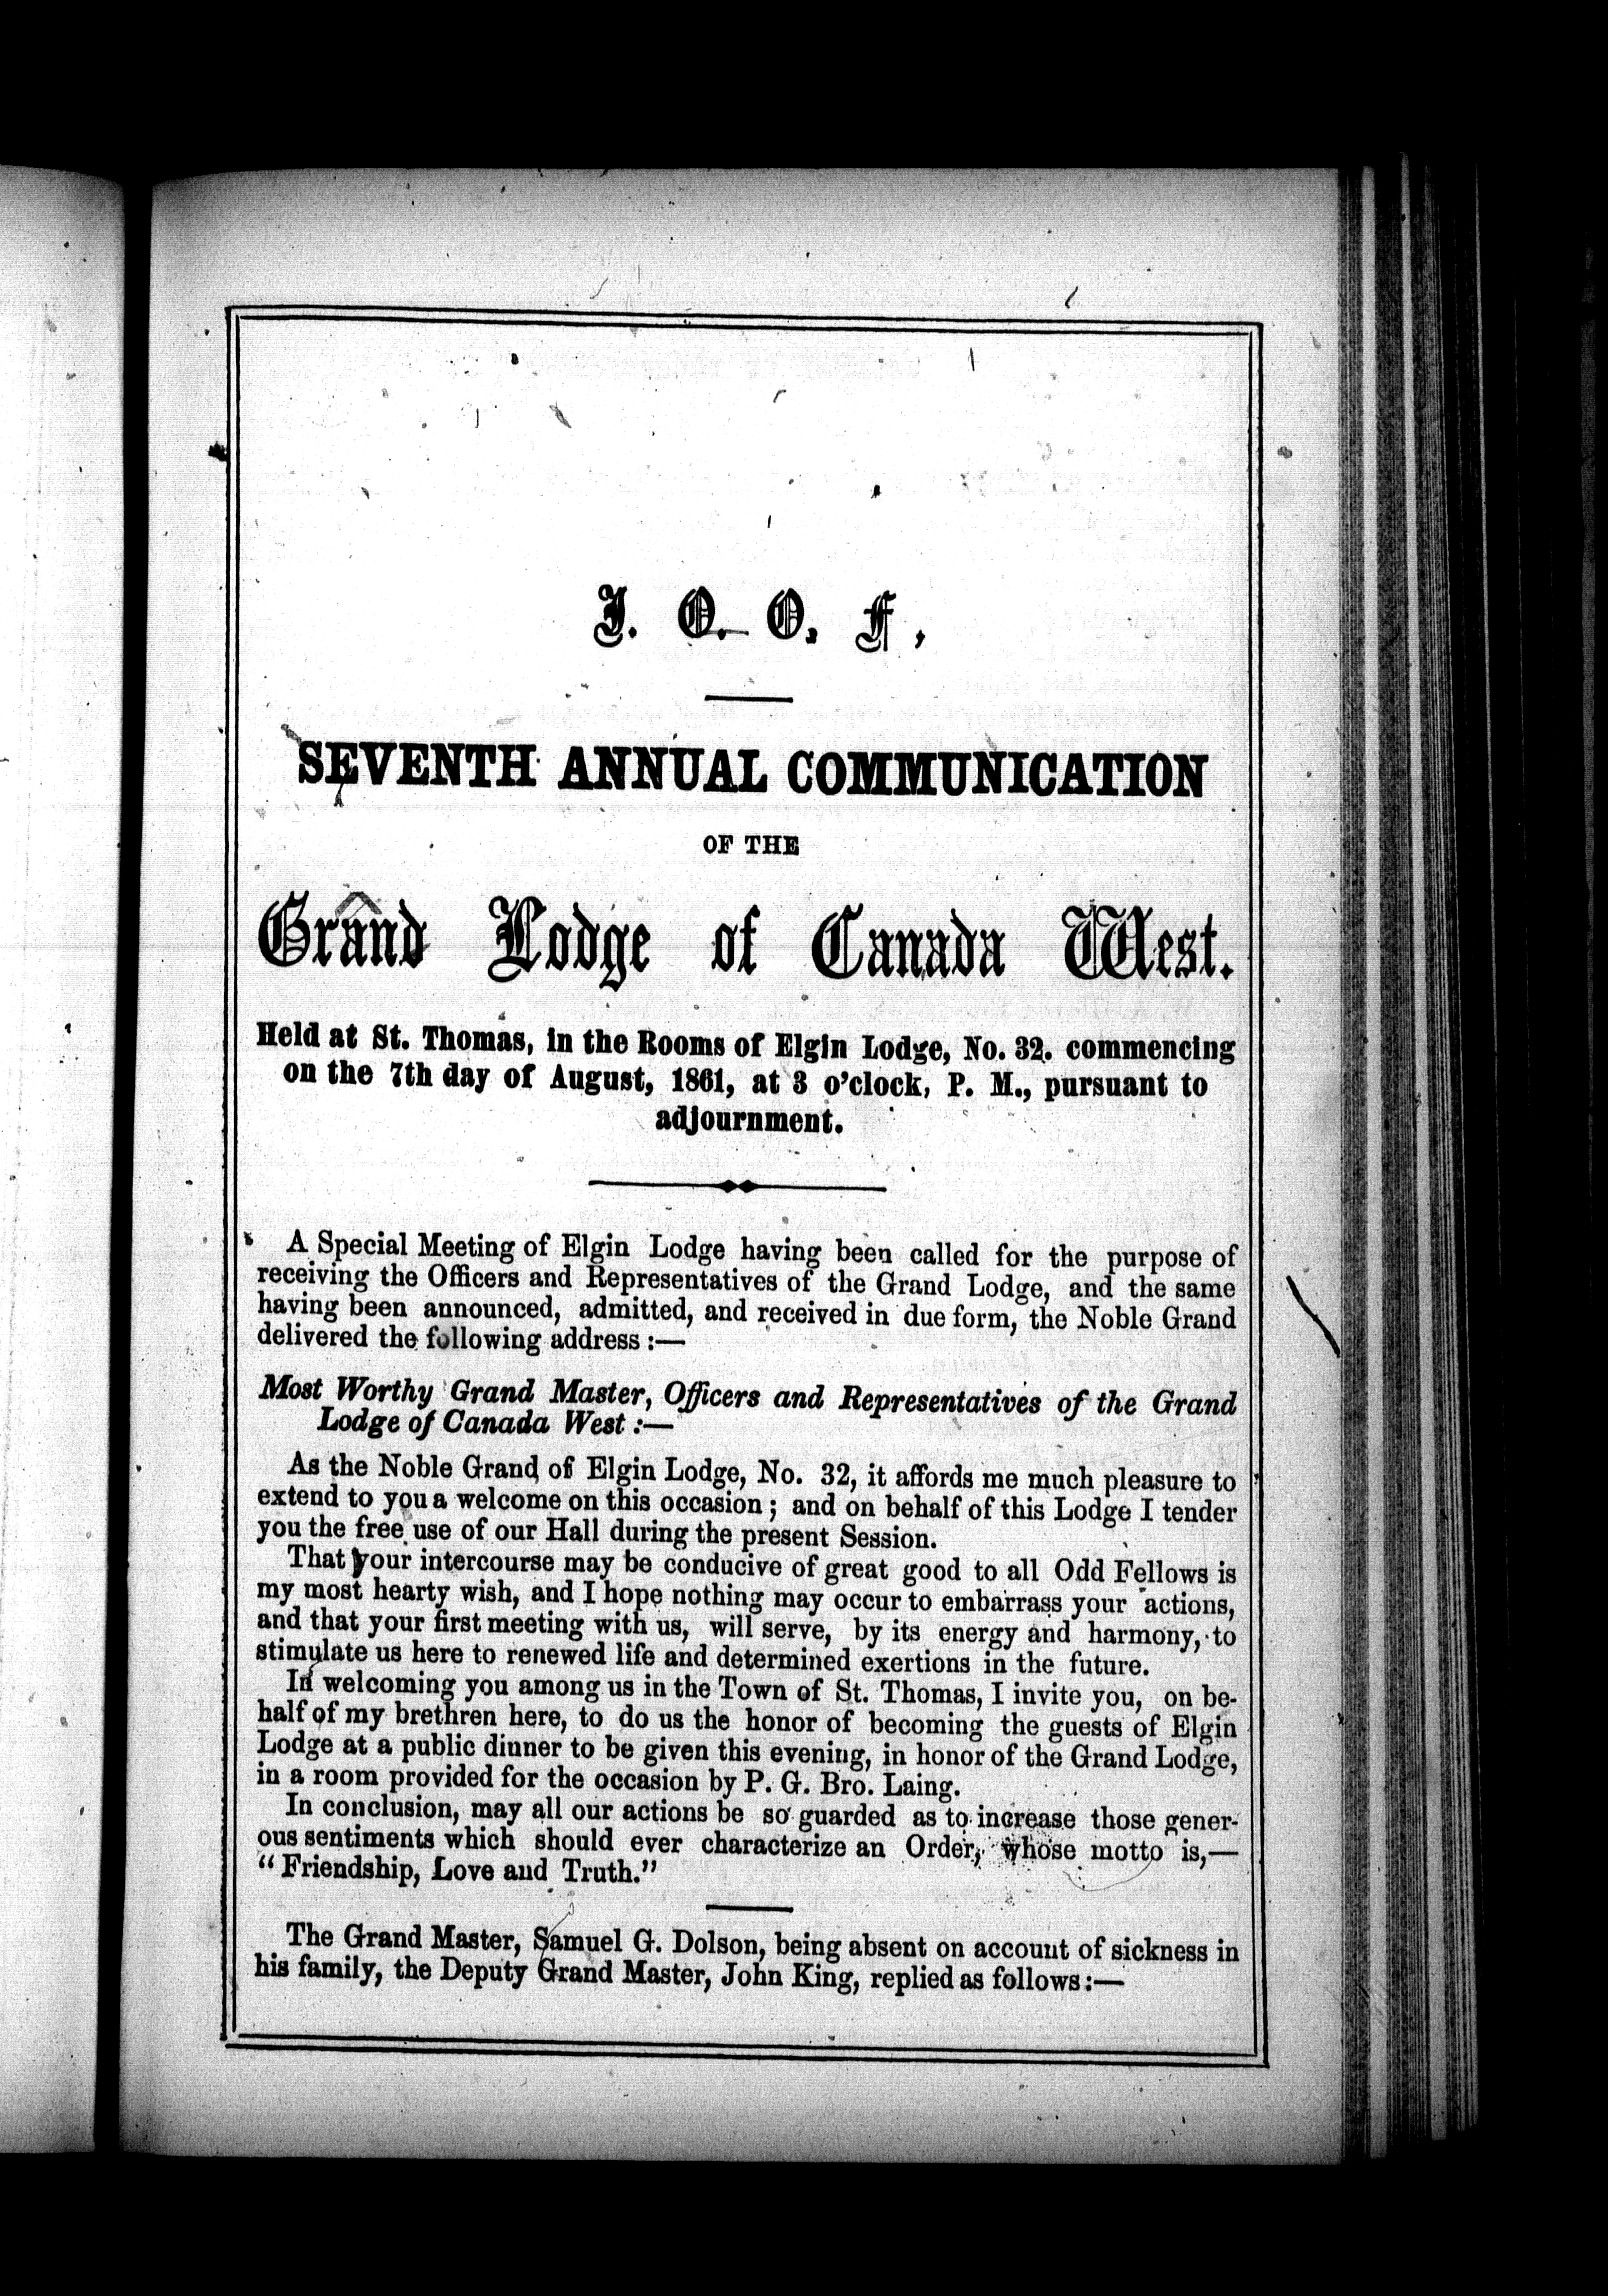 I. O. O. F.
SEVENTH ANNUAL COMMUNICATION
OF THE
Grand Lodge of Canada West.
Held at St. Thomas, in the Rooms of Elgin Lodge, No. 32. commencing
on the 7th day of August, 1861, at 3 o'clock, P. M., pursuant to
adjournment.
A Special Meeting of Elgin Lodge having been called for the purpose of
receiving the Officers and Representatives of the Grand Lodge, and the same
having been announced, admitted, and received in due form, the Noble Grand
delivered the following address :—
Most Worthy Grand Master, Officers and Representatives of the Grand
Lodge of Canada West :—
As the Noble Grand of Elgin Lodge, No. 32, it affords me much pleasure to
extend to you a welcome on this occasion ; and on behalf of this Lodge I tender
you the free use of our Hall during the present Session.
That your intercourse may be conducive of great good to all Odd Fellows is
my most hearty wish, and I hope nothing may occur to embarrass your actions,
and that your first meeting with us, will serve, by its energy and harmony, to
stimulate us here to renewed life and determined exertions in the future.
In welcoming you among us in the Town of St. Thomas, I invite you, on be-
half of my brethren here, to do us the honor of becoming the guests of Elgin
Lodge at a public dinner to be given this evening, in honor of the Grand Lodge,
in a room provided for the occasion by P. G. Bro. Laing.
In conclusion, may all our actions be so guarded as to increase those gener-
ous sentiments which should ever characterize an Order, whose motto is,—
"Friendship, Love and Truth."
The Grand Master, Samuel G. Dolson, being absent on account of sickness in
his family, the Deputy Grand Master, John King, replied as follows:—